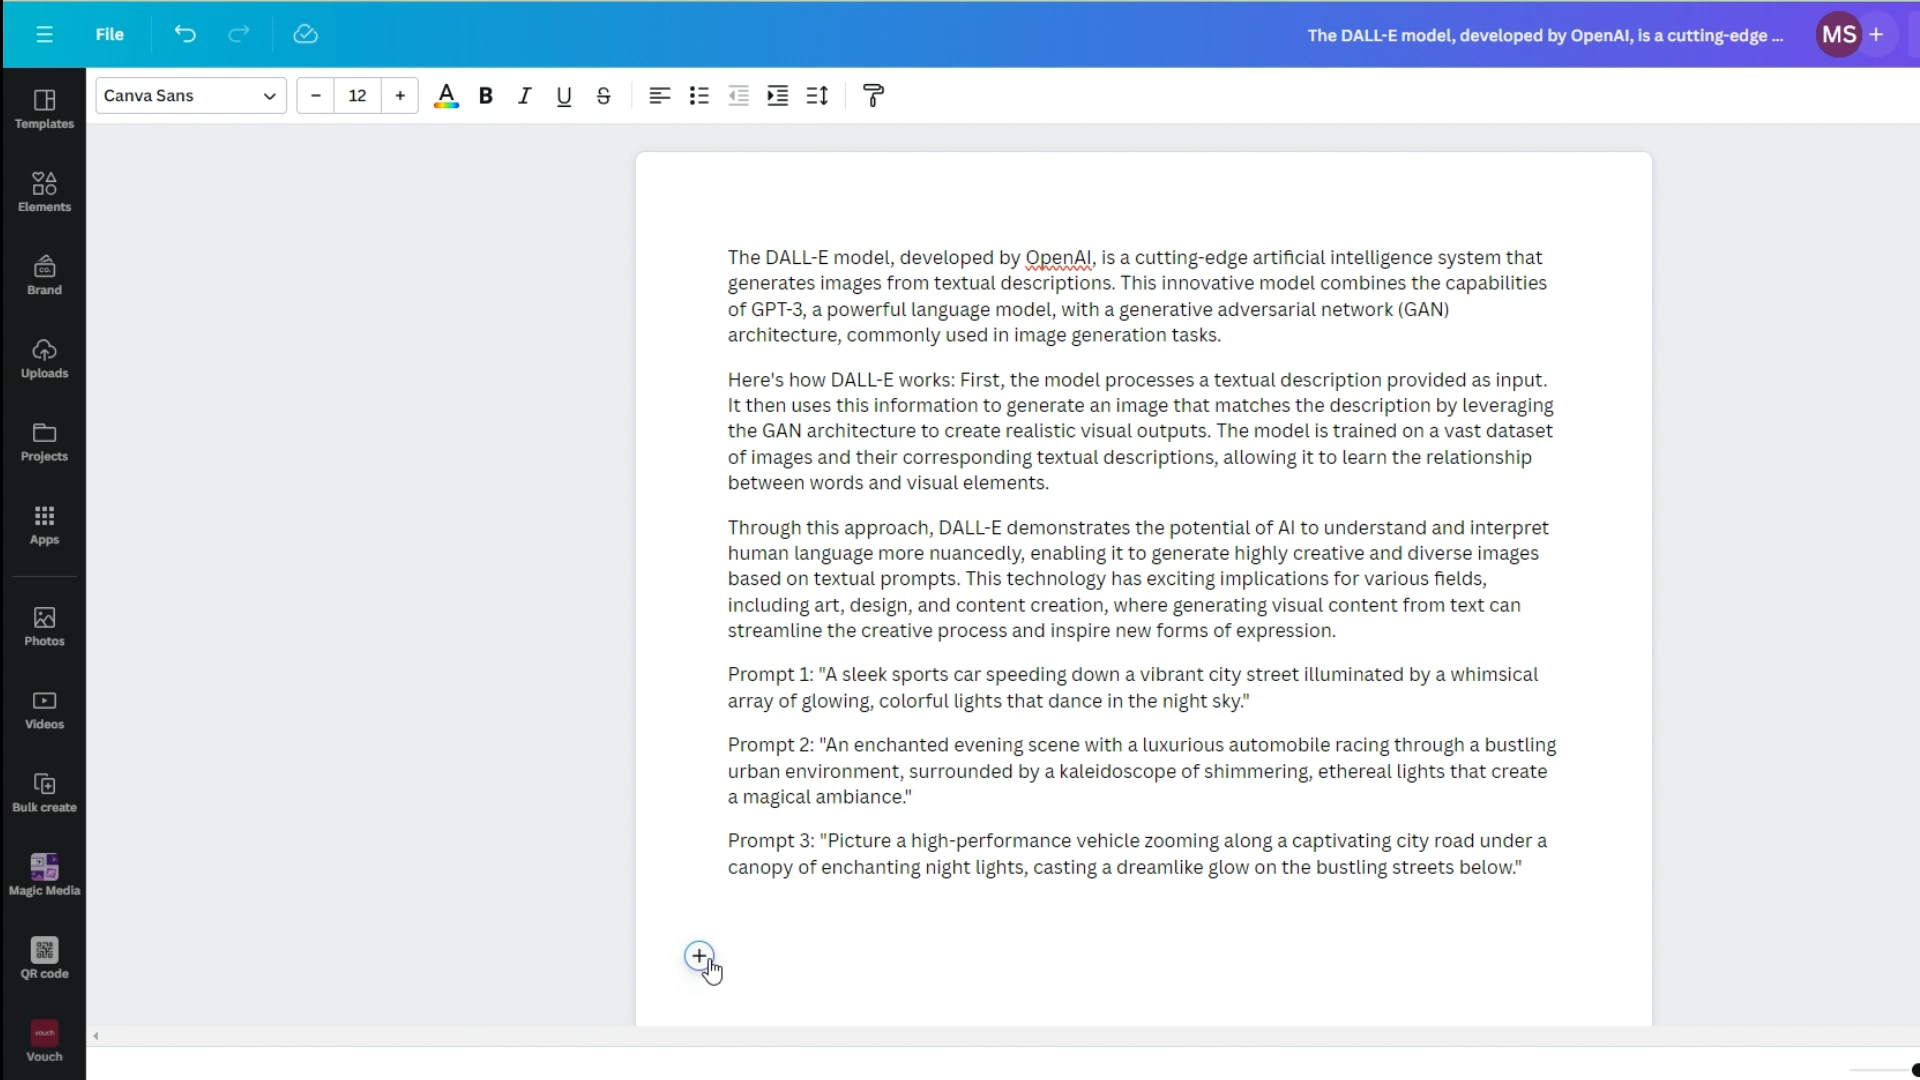 File
The DALL-E model, developed by OpenAI, is a cutting-edge ...
MS
+
Canva Sans
- 12 +
A B I U S
Templates
Elements
CO.
Brand
Uploads
Projects
Apps
Photos
Videos
Bulk create
Magic Media
QR code
vouch
Vouch
The DALL-E model, developed by OpenAI, is a cutting-edge artificial intelligence system that
generates images from textual descriptions. This innovative model combines the capabilities
of GPT-3, a powerful language model, with a generative adversarial network (GAN)
architecture, commonly used in image generation tasks.
Here's how DALL-E works: First, the model processes a textual description provided as input.
It then uses this information to generate an image that matches the description by leveraging
the GAN architecture to create realistic visual outputs. The model is trained on a vast dataset
of images and their corresponding textual descriptions, allowing it to learn the relationship
between words and visual elements.
Through this approach, DALL-E demonstrates the potential of AI to understand and interpret
human language more nuancedly, enabling it to generate highly creative and diverse images
based on textual prompts. This technology has exciting implications for various fields,
including art, design, and content creation, where generating visual content from text can
streamline the creative process and inspire new forms of expression.
Prompt 1: "A sleek sports car speeding down a vibrant city street illuminated by a whimsical
array of glowing, colorful lights that dance in the night sky."
Prompt 2: "An enchanted evening scene with a luxurious automobile racing through a bustling
urban environment, surrounded by a kaleidoscope of shimmering, ethereal lights that create
a magical ambiance."
Prompt 3: "Picture a high-performance vehicle zooming along a captivating city road under a
canopy of enchanting night lights, casting a dreamlike glow on the bustling streets below."